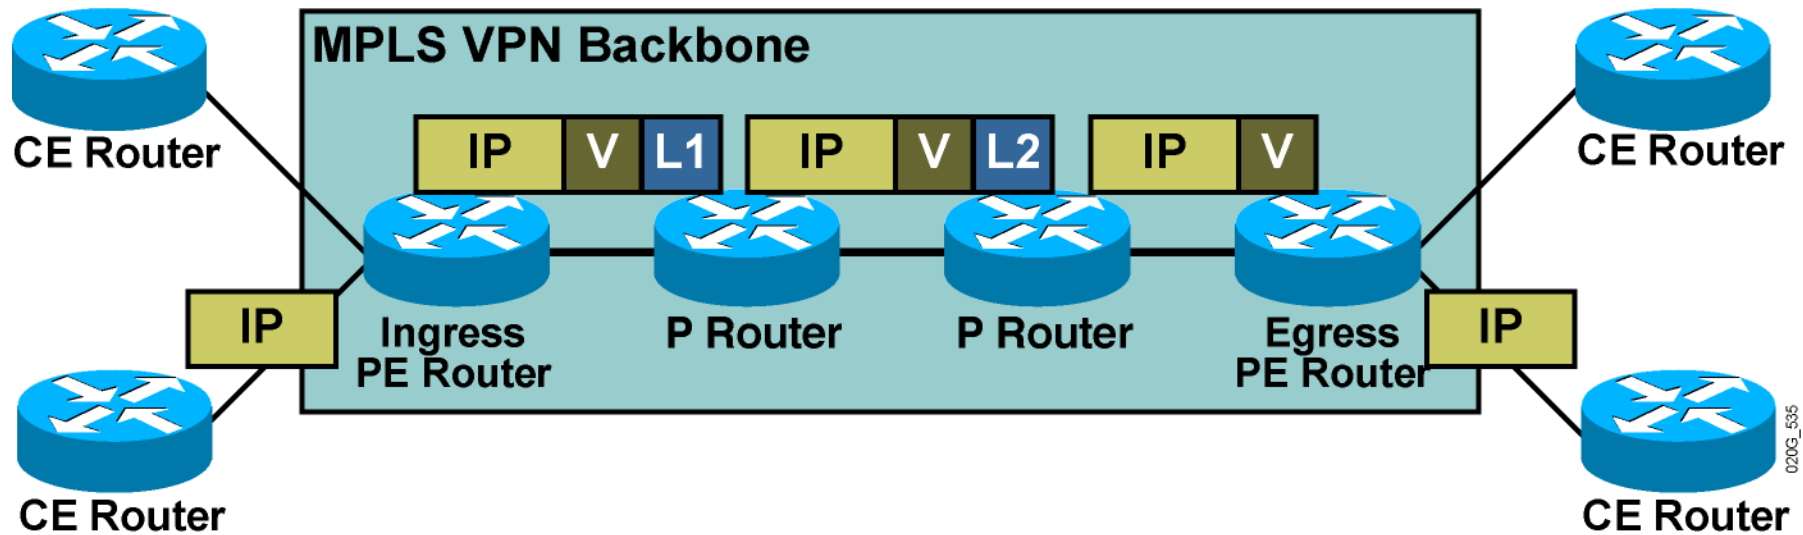 MPLS VPN Backbone
CE Router
CE Router
IP V L1
IP V L2
IP V
IP
Ingress
PE Router
P Router
P Router
Egress
PE Router
IP
CE Router
CE Router
020G_535